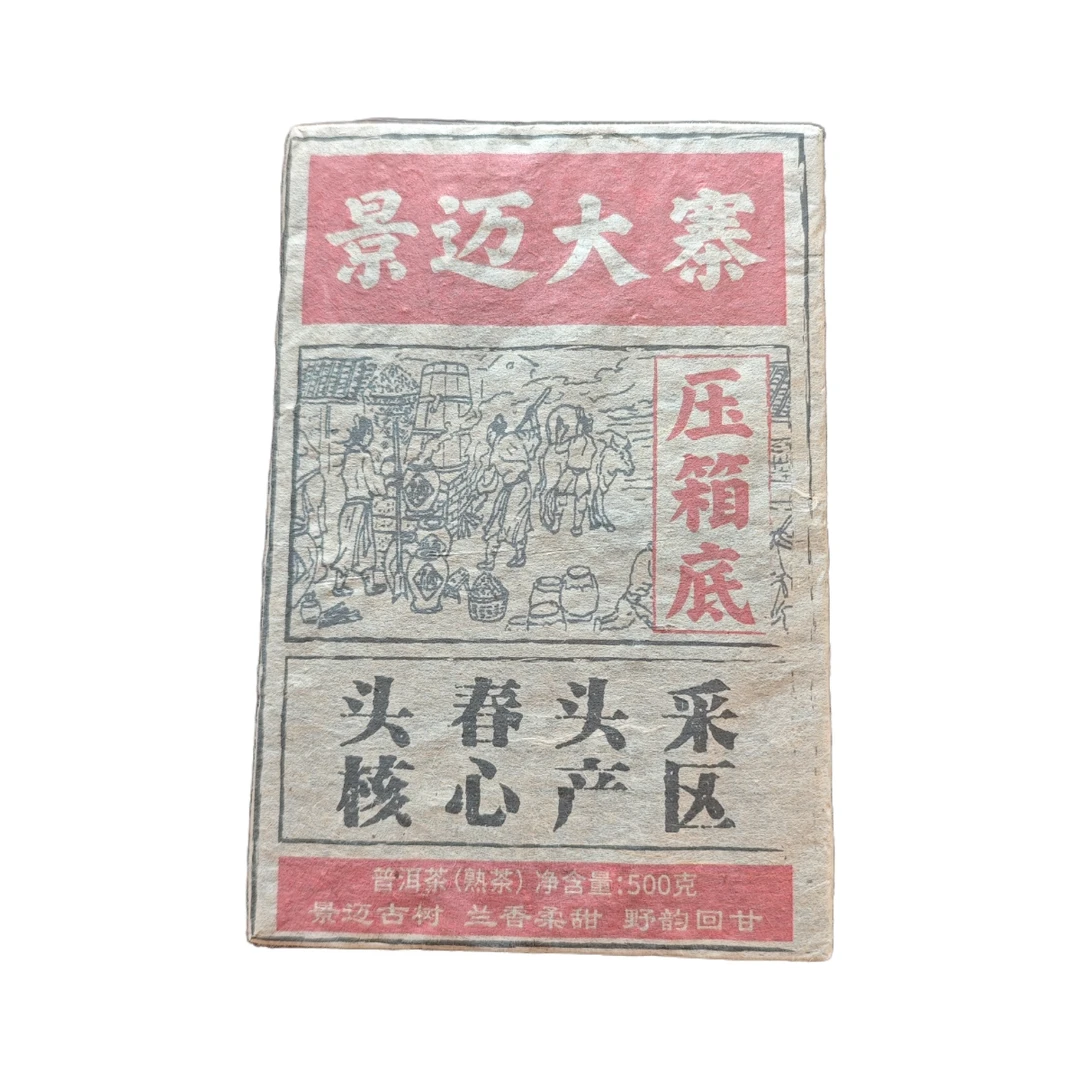 景迈大寨
压箱底
头春头采
核心产区
普洱茶(熟茶) 净含量:500克
景迈古树 兰香柔甜 野韵回甘